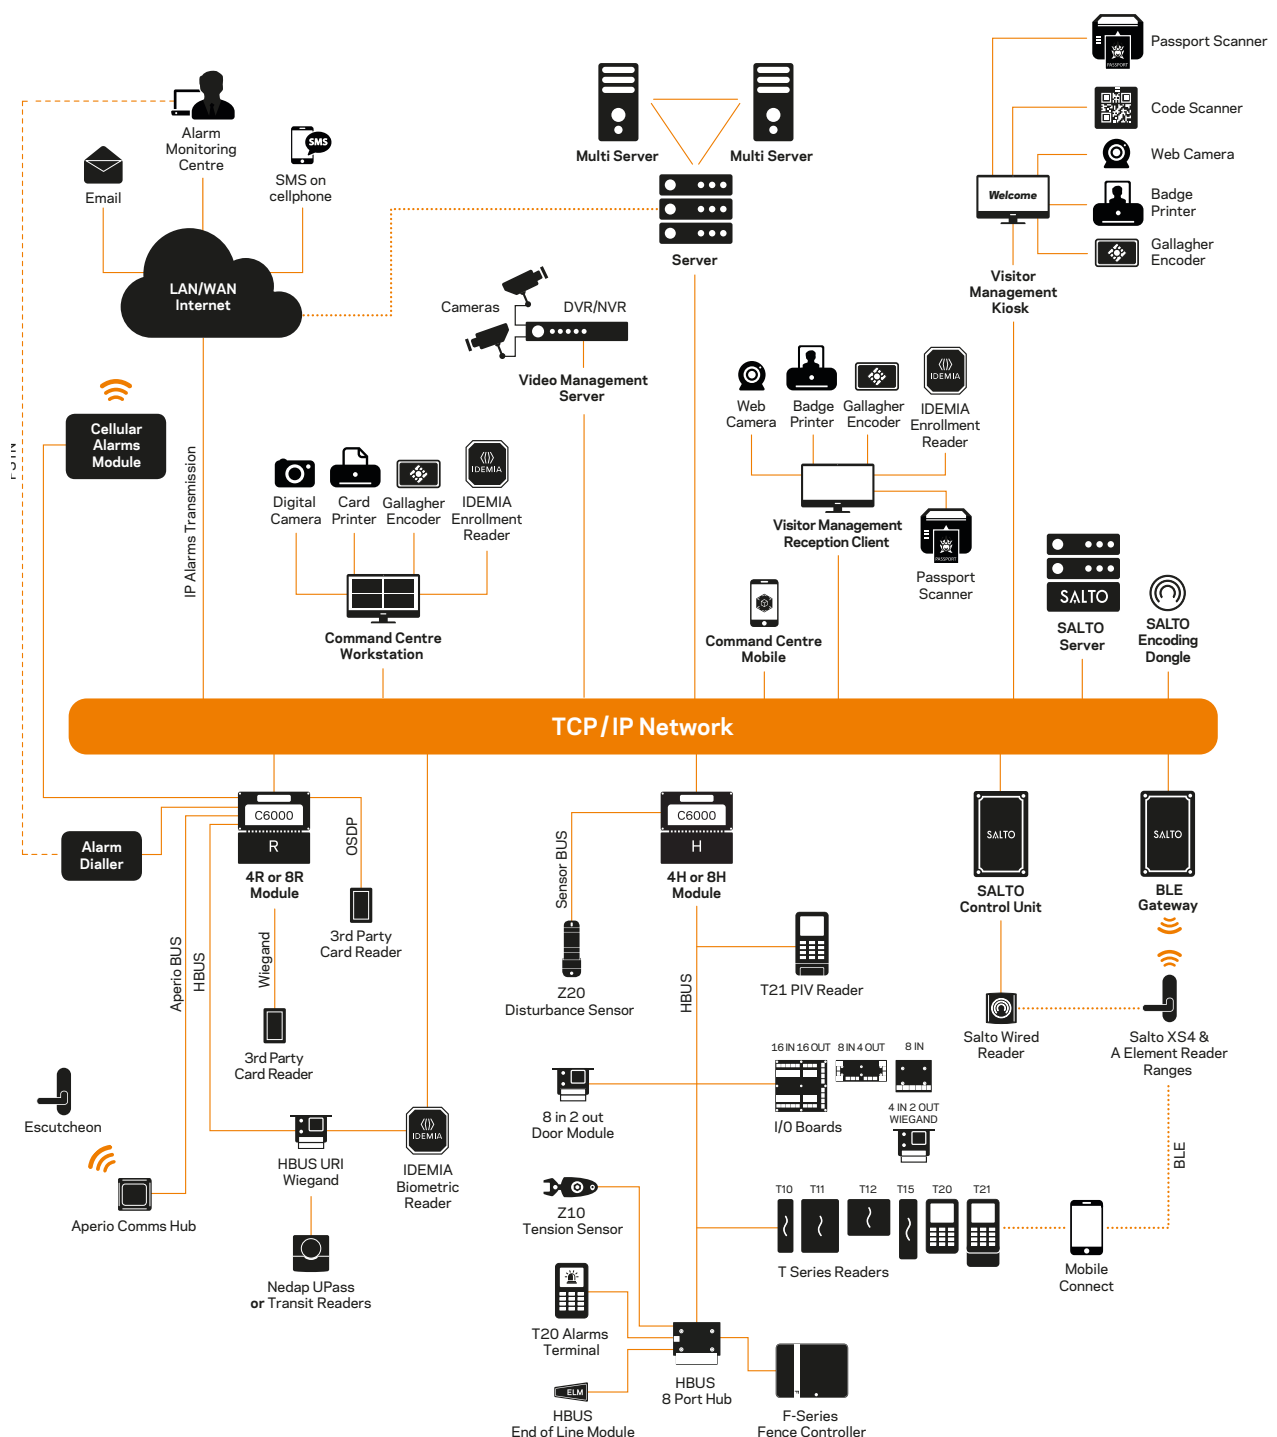 PASSPORT
Passport Scanner
Code Scanner
Web Camera
Badge
Printer
Gallagher
Encoder
Welcome
Visitor
Management
Kiosk
Alarm
Monitoring
Centre
SMS
SMS on
cellphone
Email
LAN/WAN
Internet
Multi Server
Multi Server
Server
Cameras
DVR/NVR
Video Management
Server
Cellular
Alarms
Module
IP Alarms Transmission
Digital
Camera
Card
Printer
Gallagher
Encoder
IDEMIA
IDEMIA
Enrollment
Reader
Command Centre
Workstation
Web
Camera
Badge
Printer
Gallagher
Encoder
IDEMIA
IDEMIA
Enrollment
Reader
Visitor Management
Reception Client
PASSPORT
Passport
Scanner
Command Centre
Mobile
SALTO
SALTO
Server
SALTO
Encoding
Dongle
TCP/IP Network
C6000
R
4R or 8R
Module
Alarm
Dialler
OSDP
3rd Party
Card Reader
Aperio BUS
HBUS
Wiegand
3rd Party
Card Reader
Escutcheon
Aperio Comms Hub
HBUS URI
Wiegand
IDEMIA
IDEMIA
Biometric
Reader
Nedap UPass
or Transit Readers
C6000
H
4H or 8H
Module
Sensor BUS
Z20
Disturbance Sensor
HBUS
T21 PIV Reader
8 in 2 out
Door Module
16 IN 16 OUT
8 IN 4 OUT
8 IN
4 IN 2 OUT
WIEGAND
I/O Boards
Z10
Tension Sensor
T10
T11
T12
T15
T20
T21
T Series Readers
Mobile
Connect
T20 Alarms
Terminal
ELM
HBUS
End of Line Module
HBUS
8 Port Hub
F-Series
Fence Controller
SALTO
SALTO
Control Unit
SALTO
BLE
Gateway
Salto Wired
Reader
Salto XS4 &
A Element Reader
Ranges
BLE